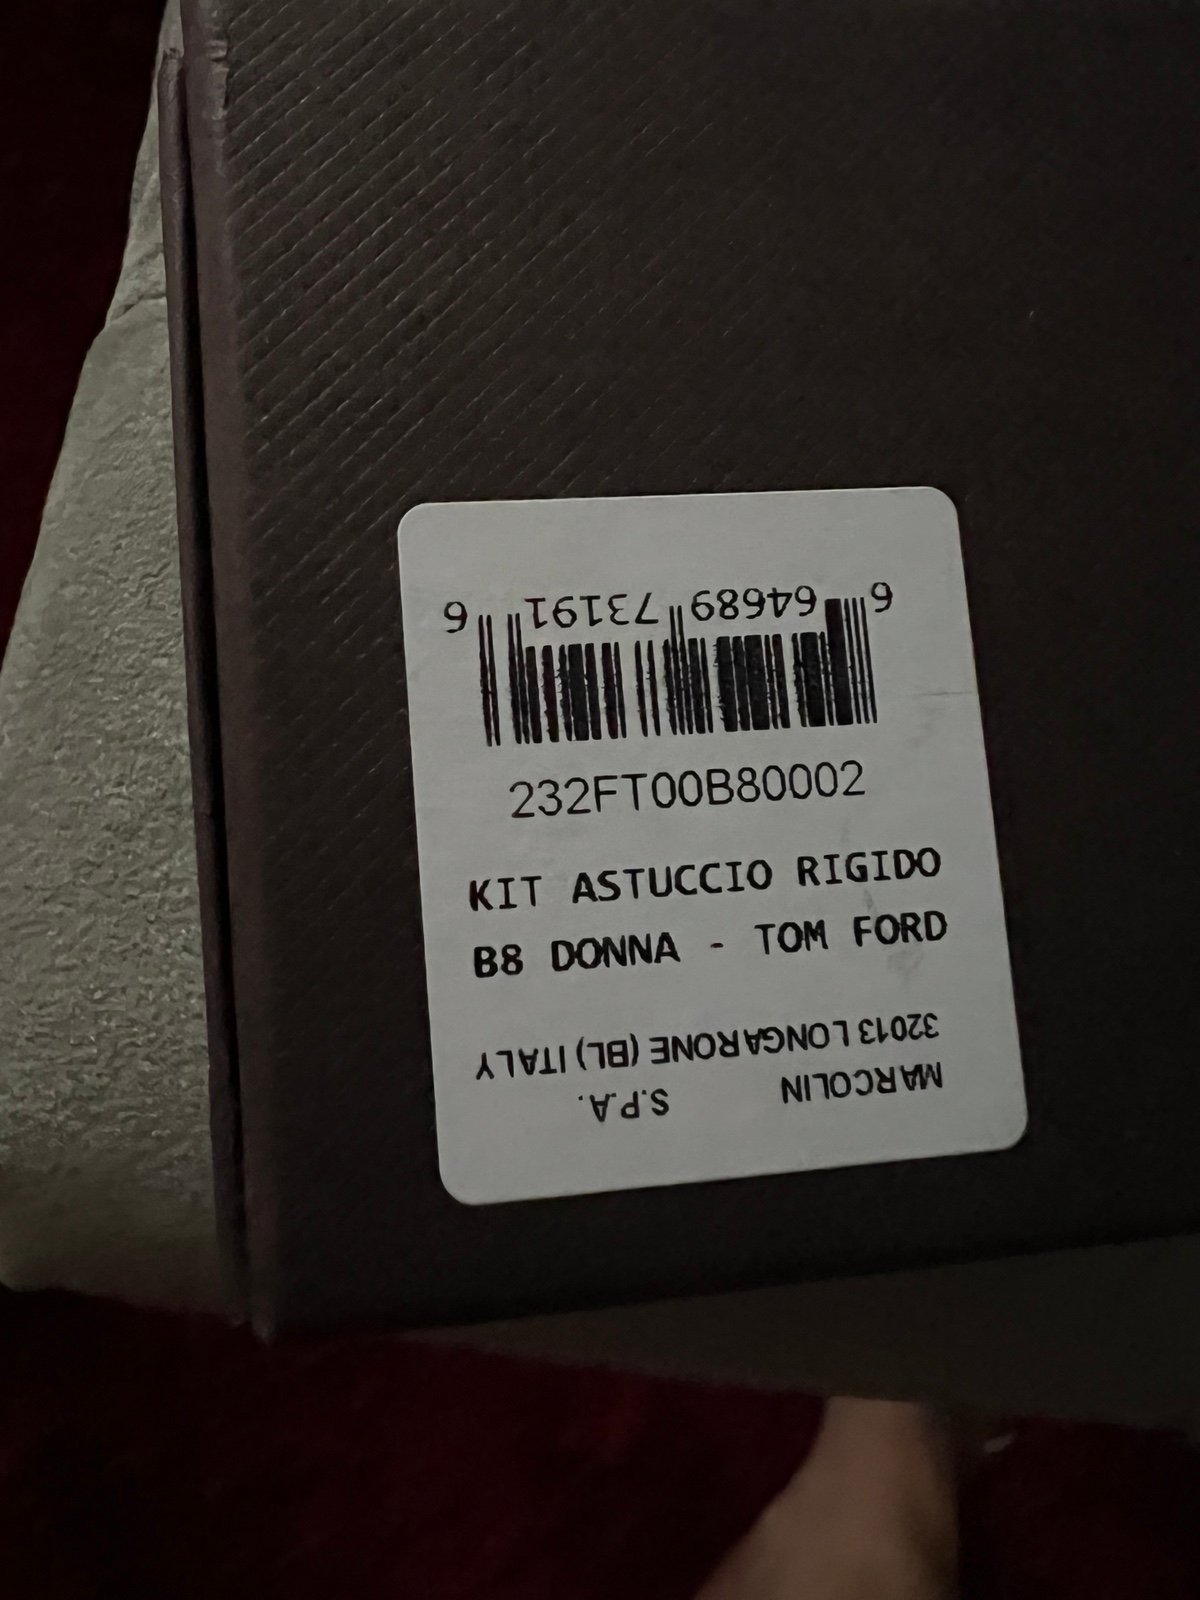 6 64689 73191 6
232FT00B80002
KIT ASTUCCIO RIGIDO
B8 DONNA - TOM FORD
MARCOLIN S.P.A.
32013 LONGARONE (BL) ITALY